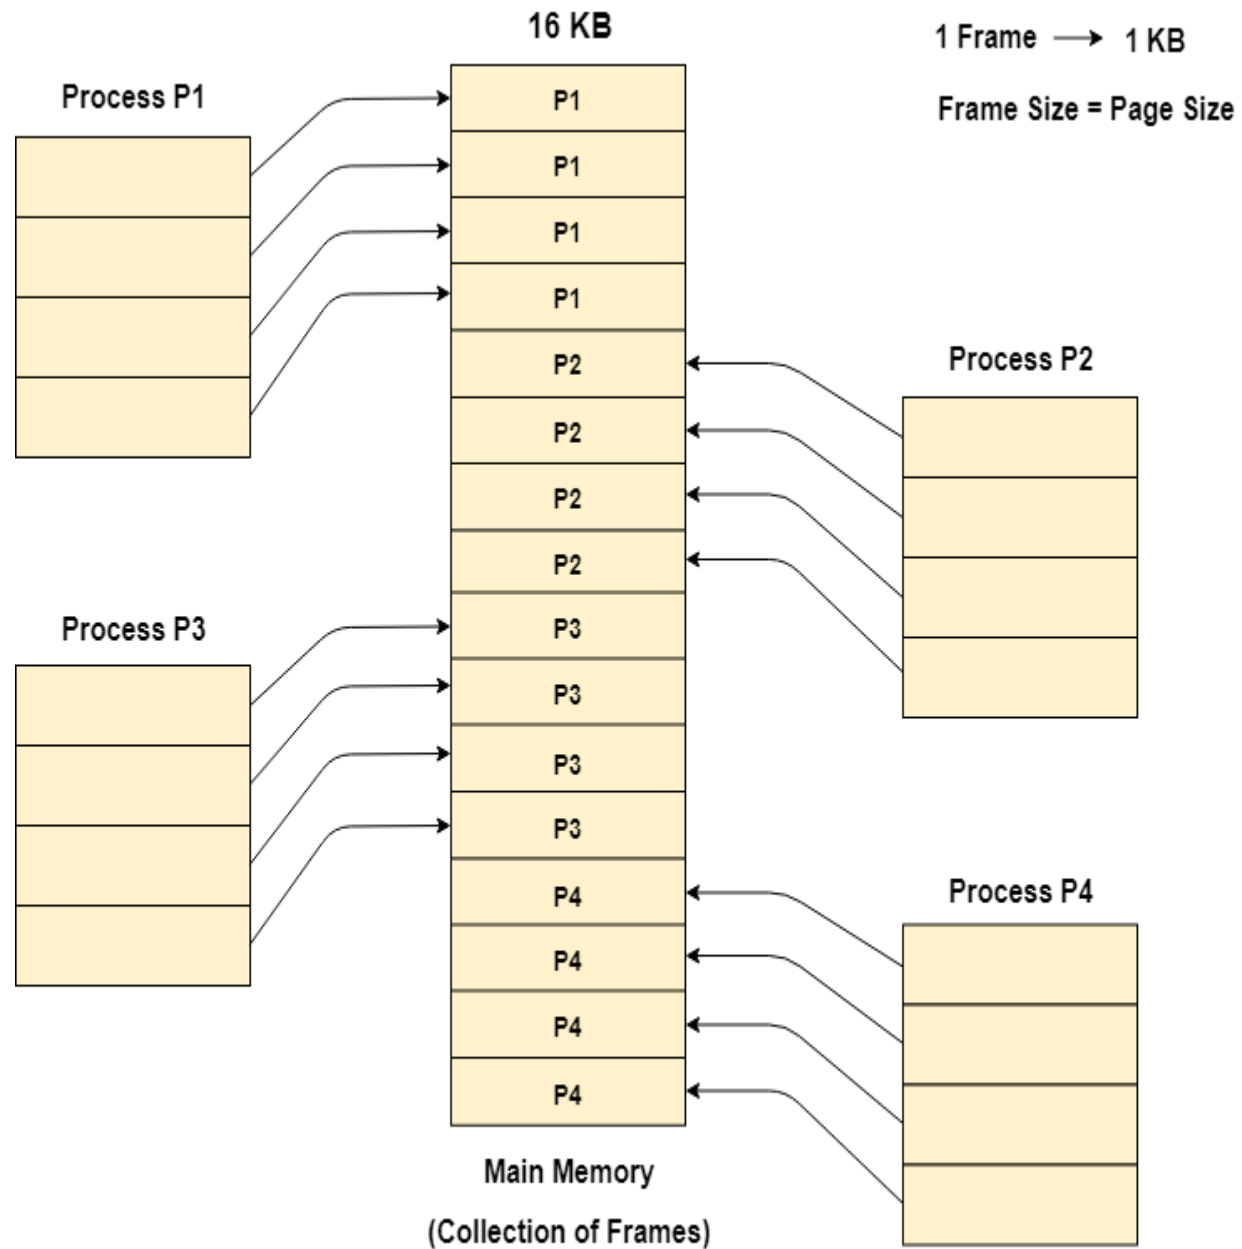 16 KB
1 Frame → 1 KB
Frame Size = Page Size
Process P1
P1
P1
P1
P1
Process P2
P2
P2
P2
P2
Process P3
P3
P3
P3
P3
Process P4
P4
P4
P4
P4
Main Memory
(Collection of Frames)